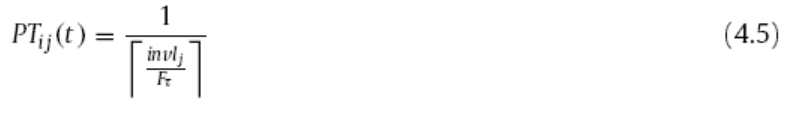 PT_{ij}(t) = \frac{1}{\left\lceil \frac{invl_j}{F_\tau} \right\rceil} (4.5)